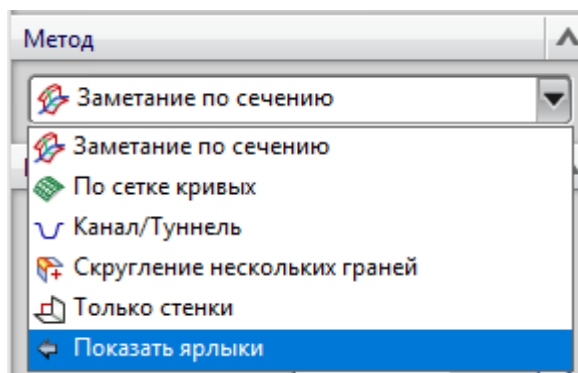 Метод
Заметание по сечению
Заметание по сечению
По сетке кривых
Канал/Туннель
Скругление нескольких граней
Только стенки
Показать ярлыки